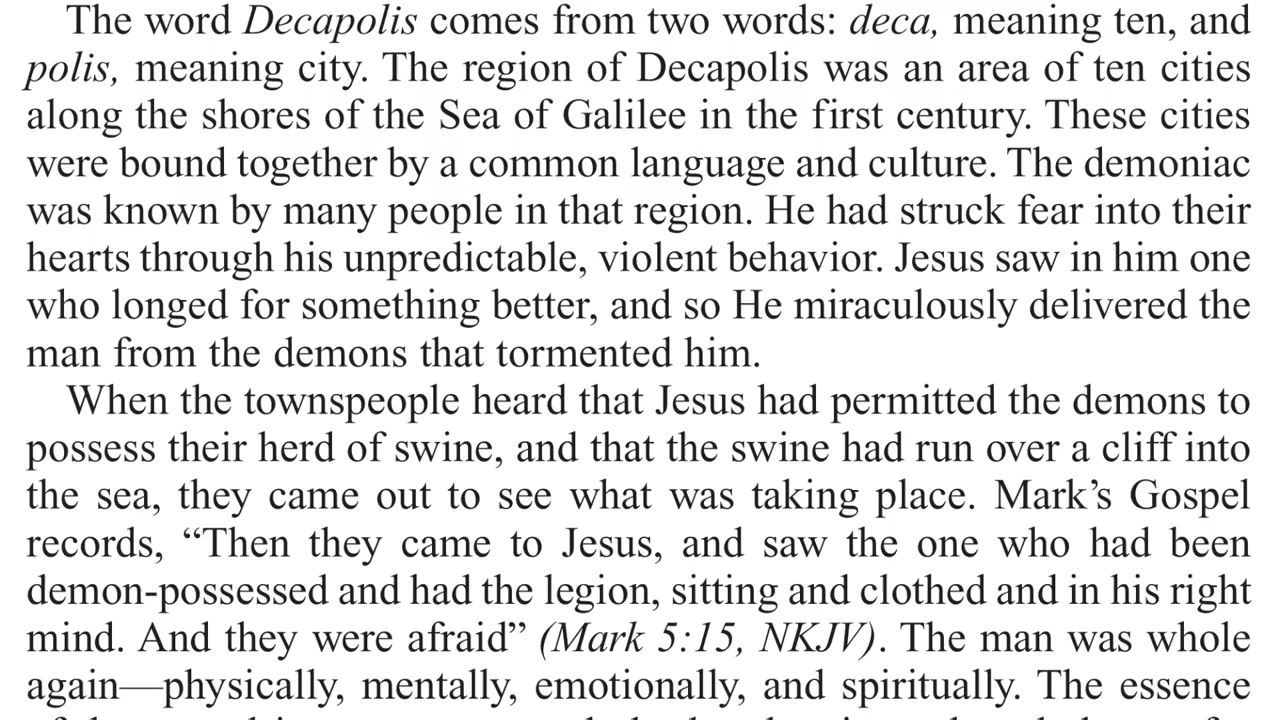 The word Decapolis comes from two words: deca, meaning ten, and
polis, meaning city. The region of Decapolis was an area of ten cities
along the shores of the Sea of Galilee in the first century. These cities
were bound together by a common language and culture. The demoniac
was known by many people in that region. He had struck fear into their
hearts through his unpredictable, violent behavior. Jesus saw in him one
who longed for something better, and so He miraculously delivered the
man from the demons that tormented him.
When the townspeople heard that Jesus had permitted the demons to
possess their herd of swine, and that the swine had run over a cliff into
the sea, they came out to see what was taking place. Mark’s Gospel
records, “Then they came to Jesus, and saw the one who had been
demon-possessed and had the legion, sitting and clothed and in his right
mind. And they were afraid” (Mark 5:15, NKJV). The man was whole
again—physically, mentally, emotionally, and spiritually. The essence